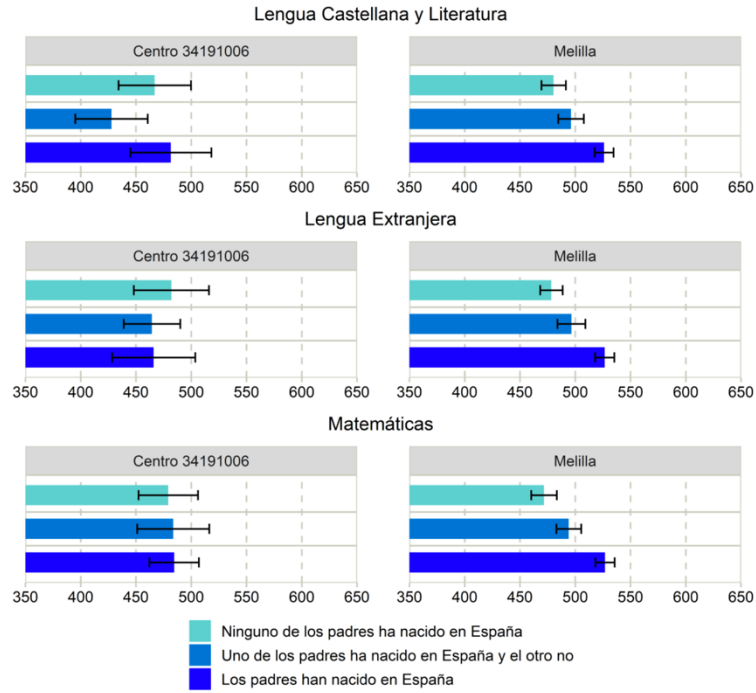 Lengua Castellana y Literatura
Centro 34191006 Melilla
350 400 450 500 550 600 650 350 400 450 500 550 600 650
Lengua Extranjera
Centro 34191006 Melilla
350 400 450 500 550 600 650 350 400 450 500 550 600 650
Matemáticas
Centro 34191006 Melilla
350 400 450 500 550 600 650 350 400 450 500 550 600 650
Ninguno de los padres ha nacido en España
Uno de los padres ha nacido en España y el otro no
Los padres han nacido en España